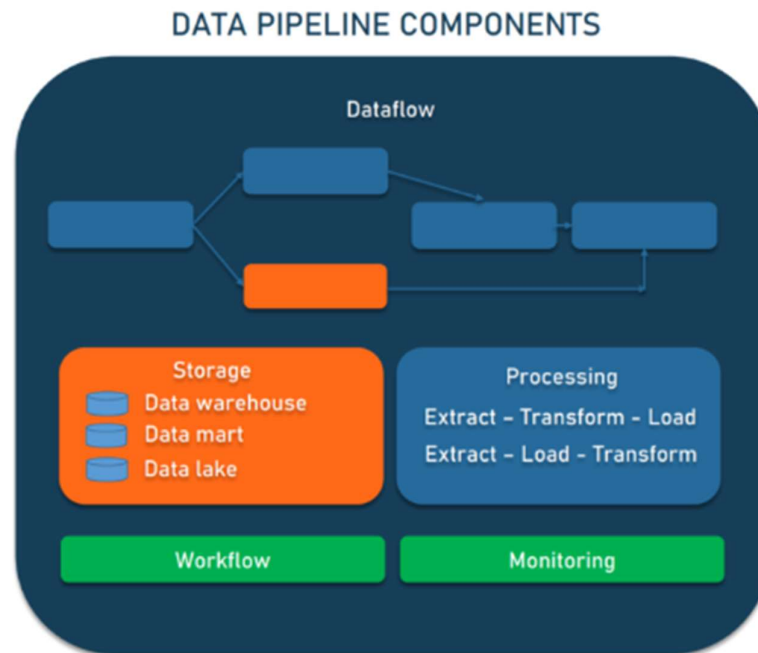 DATA PIPELINE COMPONENTS
Dataflow
Storage
Data warehouse
Data mart
Data lake
Processing
Extract – Transform - Load
Extract – Load - Transform
Workflow
Monitoring